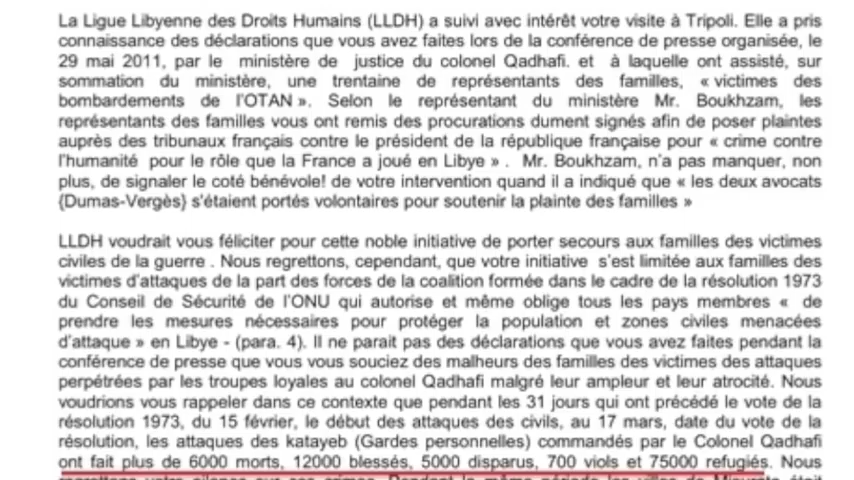 La Ligue Libyenne des Droits Humains (LLDH) a suivi avec intérêt votre visite à Tripoli. Elle a pris
connaissance des déclarations que vous avez faites lors de la conférence de presse organisée, le
29 mai 2011, par le ministère de justice du colonel Qadhafi. et à laquelle ont assisté, sur
sommation du ministère, une trentaine de représentants des familles, « victimes des
bombardements de l'OTAN ». Selon le représentant du ministère Mr. Boukhzam, les
représentants des familles vous ont remis des procurations dument signés afin de poser plaintes
auprès des tribunaux français contre le président de la république française pour « crime contre
l'humanité pour le rôle que la France a joué en Libye » . Mr. Boukhzam, n'a pas manquer, non
plus, de signaler le coté bénévole! de votre intervention quand il a indiqué que « les deux avocats
{Dumas-Vergès} s'étaient portés volontaires pour soutenir la plainte des familles »
LLDH voudrait vous féliciter pour cette noble initiative de porter secours aux familles des victimes
civiles de la guerre . Nous regrettons, cependant, que votre initiative s'est limitée aux familles des
victimes d'attaques de la part des forces de la coalition formée dans le cadre de la résolution 1973
du Conseil de Sécurité de l'ONU qui autorise et même oblige tous les pays membres « de
prendre les mesures nécessaires pour protéger la population et zones civiles menacées
d'attaque » en Libye - (para. 4). Il ne parait pas des déclarations que vous avez faites pendant la
conférence de presse que vous vous souciez des malheurs des familles des victimes des attaques
perpétrées par les troupes loyales au colonel Qadhafi malgré leur ampleur et leur atrocité. Nous
voudrions vous rappeler dans ce contexte que pendant les 31 jours qui ont précédé le vote de la
résolution 1973, du 15 février, le début des attaques des civils, au 17 mars, date du vote de la
résolution, les attaques des katayeb (Gardes personnelles) commandés par le Colonel Qadhafi
ont fait plus de 6000 morts, 12000 blessés, 5000 disparus, 700 viols et 75000 refugiés. Nous